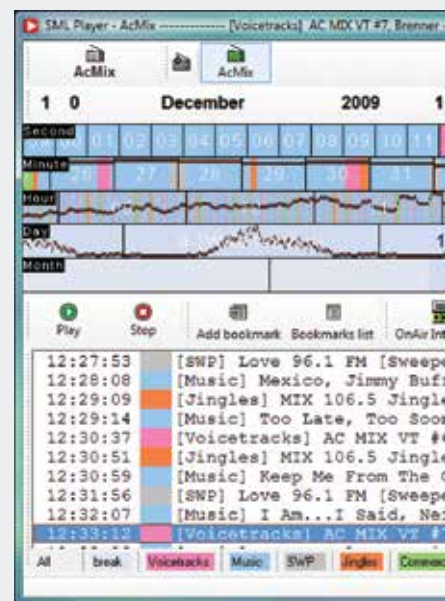 SML Player - AcMix ------------- [Voicetracks] AC MIX VT #7, Brenner -
AcMix AcMix
1 0 December 2009 1
Second
00 01 02 03 04 05 06 07 08 09 10 11
Minute
26 27 28 29 30 31
Hour
Day
Month
Play Stop Add bookmark Bookmarks list OnAir Int
12:27:53 [SWP] Love 96.1 FM [Sweepe
12:28:08 [Music] Mexico, Jimmy Buf
12:29:09 [Jingles] MIX 106.5 Jingl
12:29:14 [Music] Too Late, Too Soon
12:30:37 [Voicetracks] AC MIX VT #
12:30:51 [Jingles] MIX 106.5 Jingl
12:30:59 [Music] Keep Me From The
12:31:56 [SWP] Love 96.1 FM [Sweepe
12:32:07 [Music] I Am...I Said, Ne
12:33:12 [Voicetracks] AC MIX VT #7
All break Voicetracks Music SWP Jingles Commerc